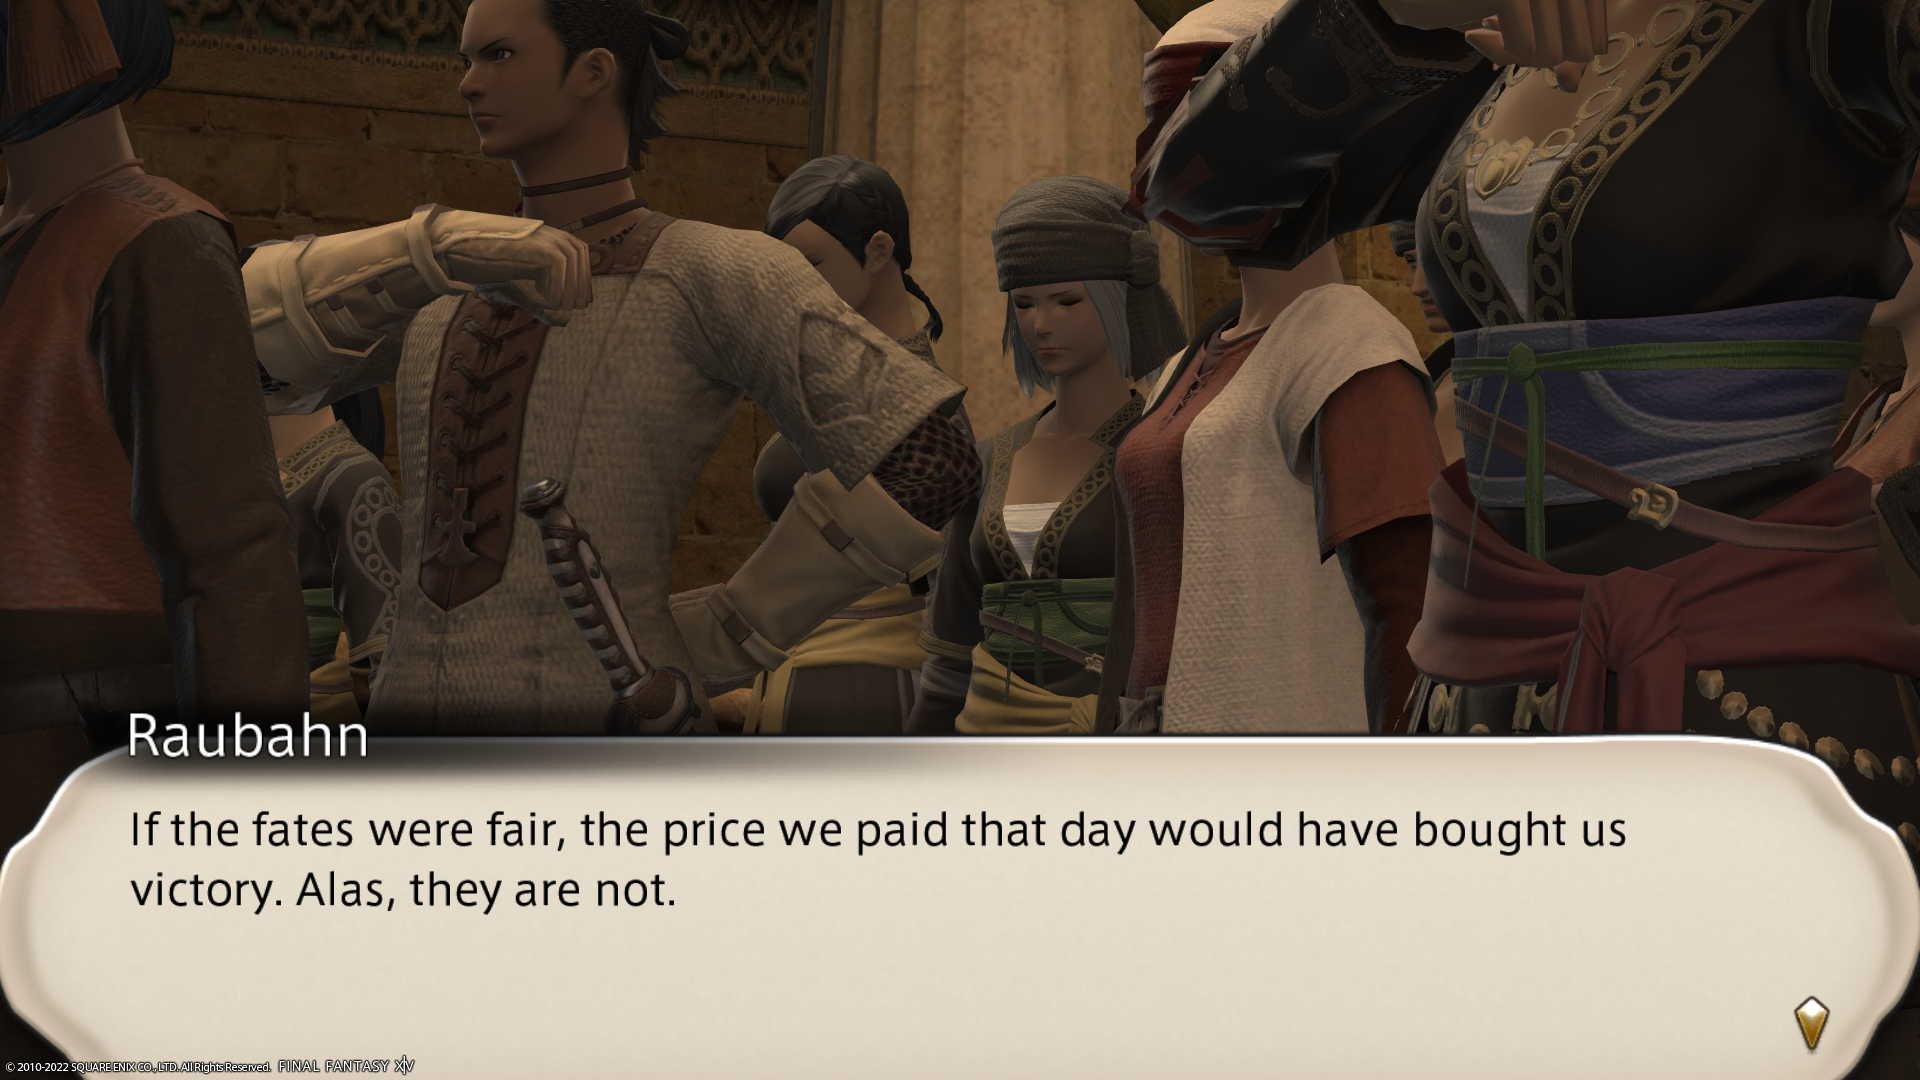 Raubahn
If the fates were fair, the price we paid that day would have bought us
victory. Alas, they are not.
© 2010-2022 SQUARE ENIX CO., LTD. All Rights Reserved. FINAL FANTASY XIV